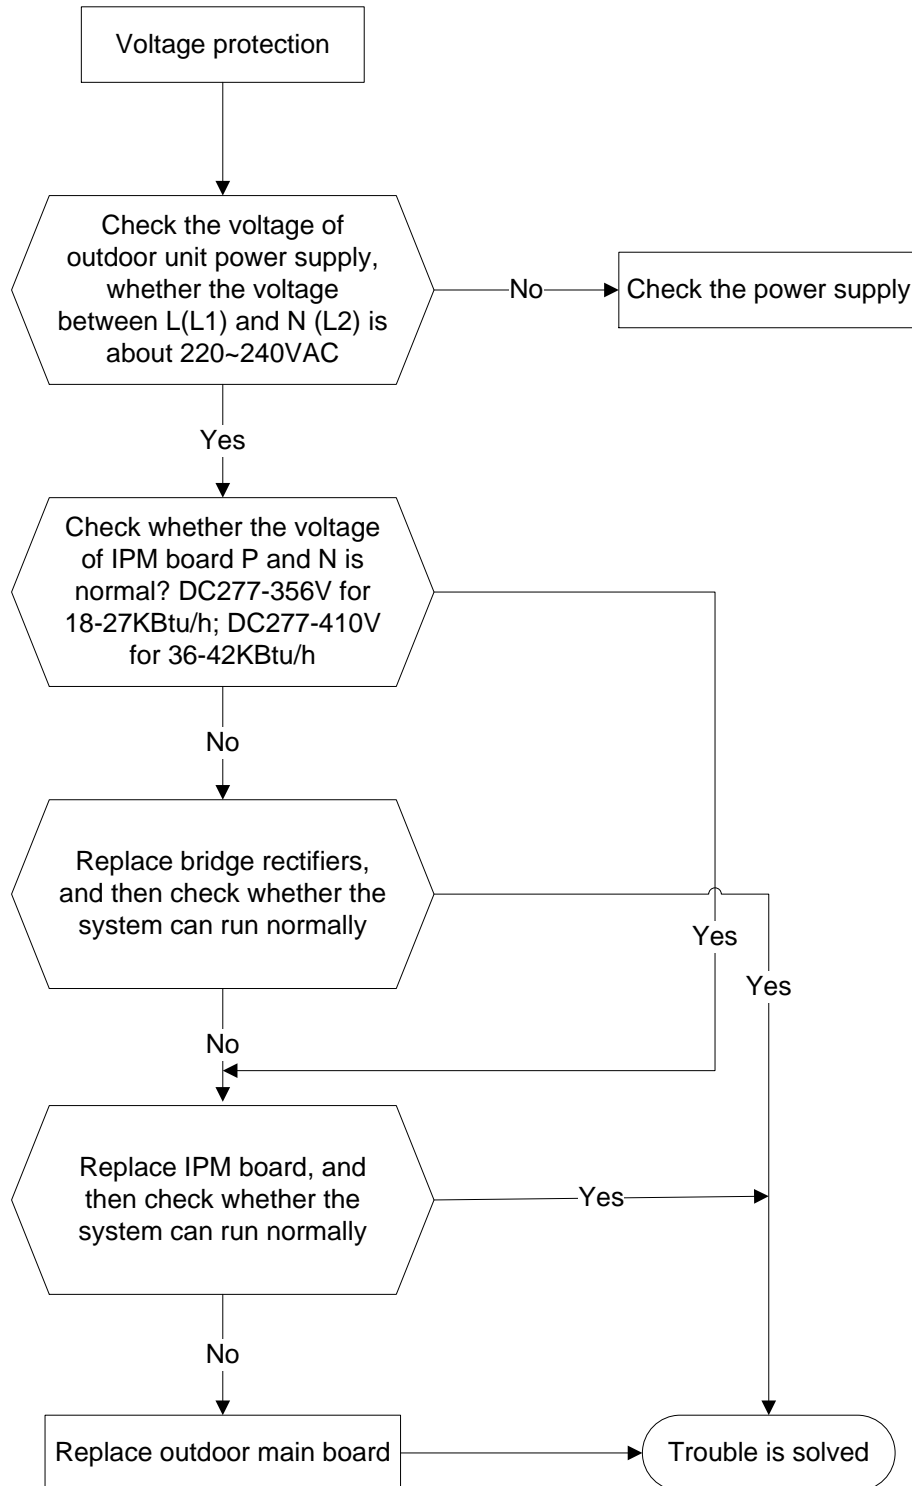 Voltage protection
Check the voltage of
outdoor unit power supply,
whether the voltage
between L(L1) and N (L2) is
about 220~240VAC
No
Check the power supply
Yes
Check whether the voltage
of IPM board P and N is
normal? DC277-356V for
18-27KBtu/h; DC277-410V
for 36-42KBtu/h
No
Replace bridge rectifiers,
and then check whether the
system can run normally
Yes
Yes
No
Replace IPM board, and
then check whether the
system can run normally
Yes
No
Replace outdoor main board
Trouble is solved